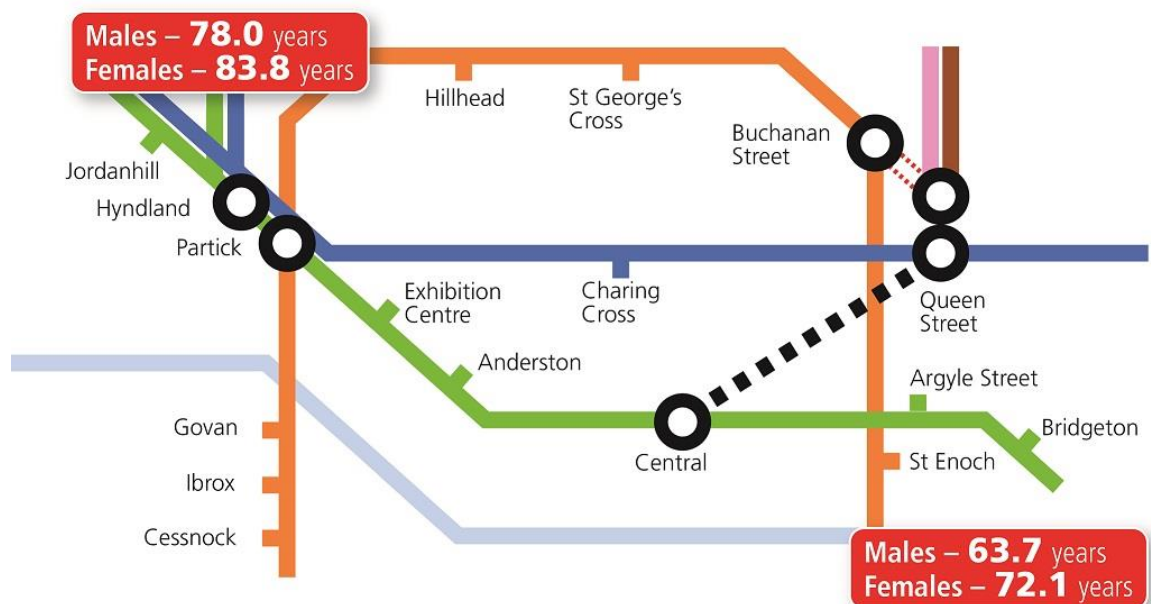 Males – 78.0 years
Females – 83.8 years
Hillhead
St George's
Cross
Buchanan
Street
Jordanhill
Hyndland
Partick
Exhibition
Centre
Charing
Cross
Queen
Street
Anderston
Argyle Street
Govan
Bridgeton
Central
St Enoch
Ibrox
Cessnock
Males – 63.7 years
Females – 72.1 years